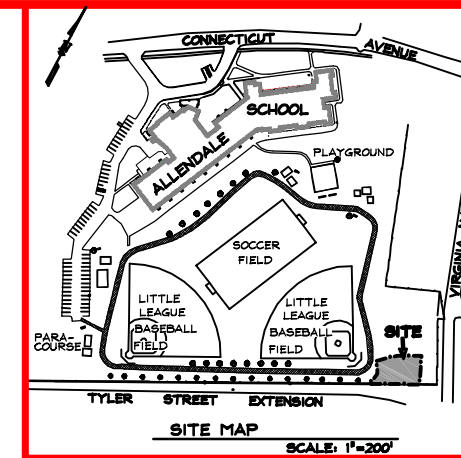 CONNECTICUT
AVENUE
SCHOOL
ALLENDALE
PLAYGROUND
SOCCER
FIELD
LITTLE
LEAGUE
BASEBALL
FIELD
LITTLE
LEAGUE
BASEBALL
FIELD
PARA-
COURSE
SITE
VIRGINIA
TYLER STREET EXTENSION
SITE MAP
SCALE: 1"=200'